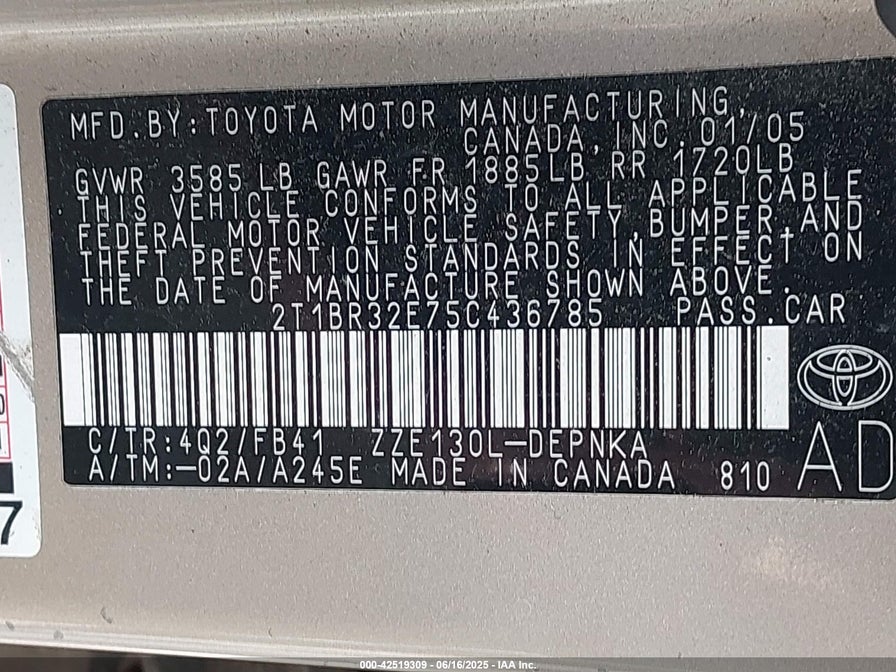 MFD.BY:TOYOTA MOTOR MANUFACTURING,
CANADA,INC. 01/05
GVWR 3585 LB GAWR FR 1885LB RR 1720LB
THIS VEHICLE CONFORMS TO ALL APPLICABLE
FEDERAL MOTOR VEHICLE SAFETY,BUMPER,AND
THEFT PREVENTION STANDARDS IN EFFECT ON
THE DATE OF MANUFACTURE SHOWN ABOVE.
2T1BR32E75C436785 PASS.CAR
C/TR:4Q2/FB41 ZZE130L-DEPNKA
A/TM:-02A/A245E MADE IN CANADA 810
AD
7
000-42519309 - 06/16/2025 - IAA Inc.